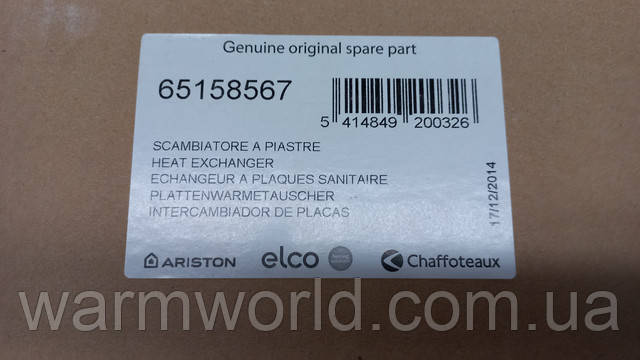 Genuine original spare part
65158567
5 414849 200326
SCAMBIATORE A PIASTRE
HEAT EXCHANGER
ECHANGEUR A PLAQUES SANITAIRE
PLATTENWARMETAUSCHER
INTERCAMBIADOR DE PLACAS
17/12/2014
ARISTON
elco
Chaffoteaux
warmworld.com.ua